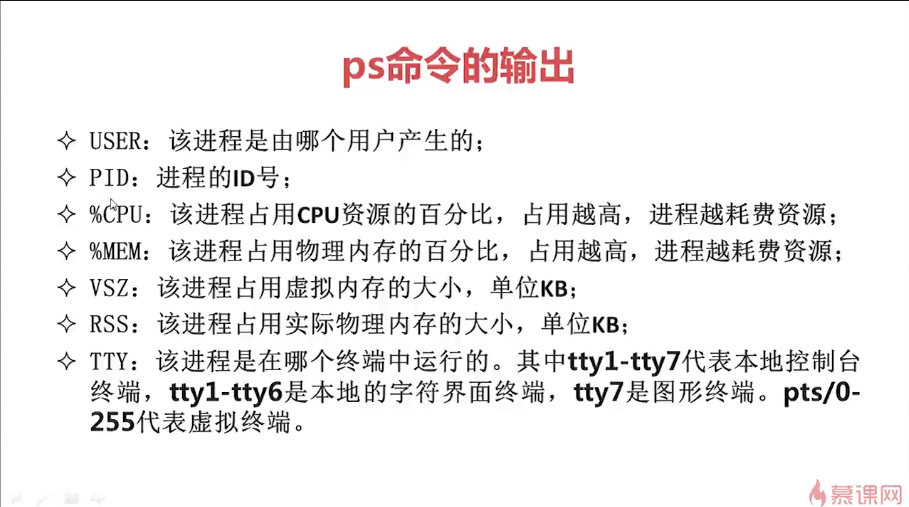 ps命令的输出
USER：该进程是由哪个用户产生的；
PID：进程的ID号；
%CPU：该进程占用CPU资源的百分比，占用越高，进程越耗费资源；
%MEM：该进程占用物理内存的百分比，占用越高，进程越耗费资源；
VSZ：该进程占用虚拟内存的大小，单位KB；
RSS：该进程占用实际物理内存的大小，单位KB；
TTY：该进程是在哪个终端中运行的。其中tty1-tty7代表本地控制台
终端，tty1-tty6是本地的字符界面终端，tty7是图形终端。pts/0-
255代表虚拟终端。
慕课网